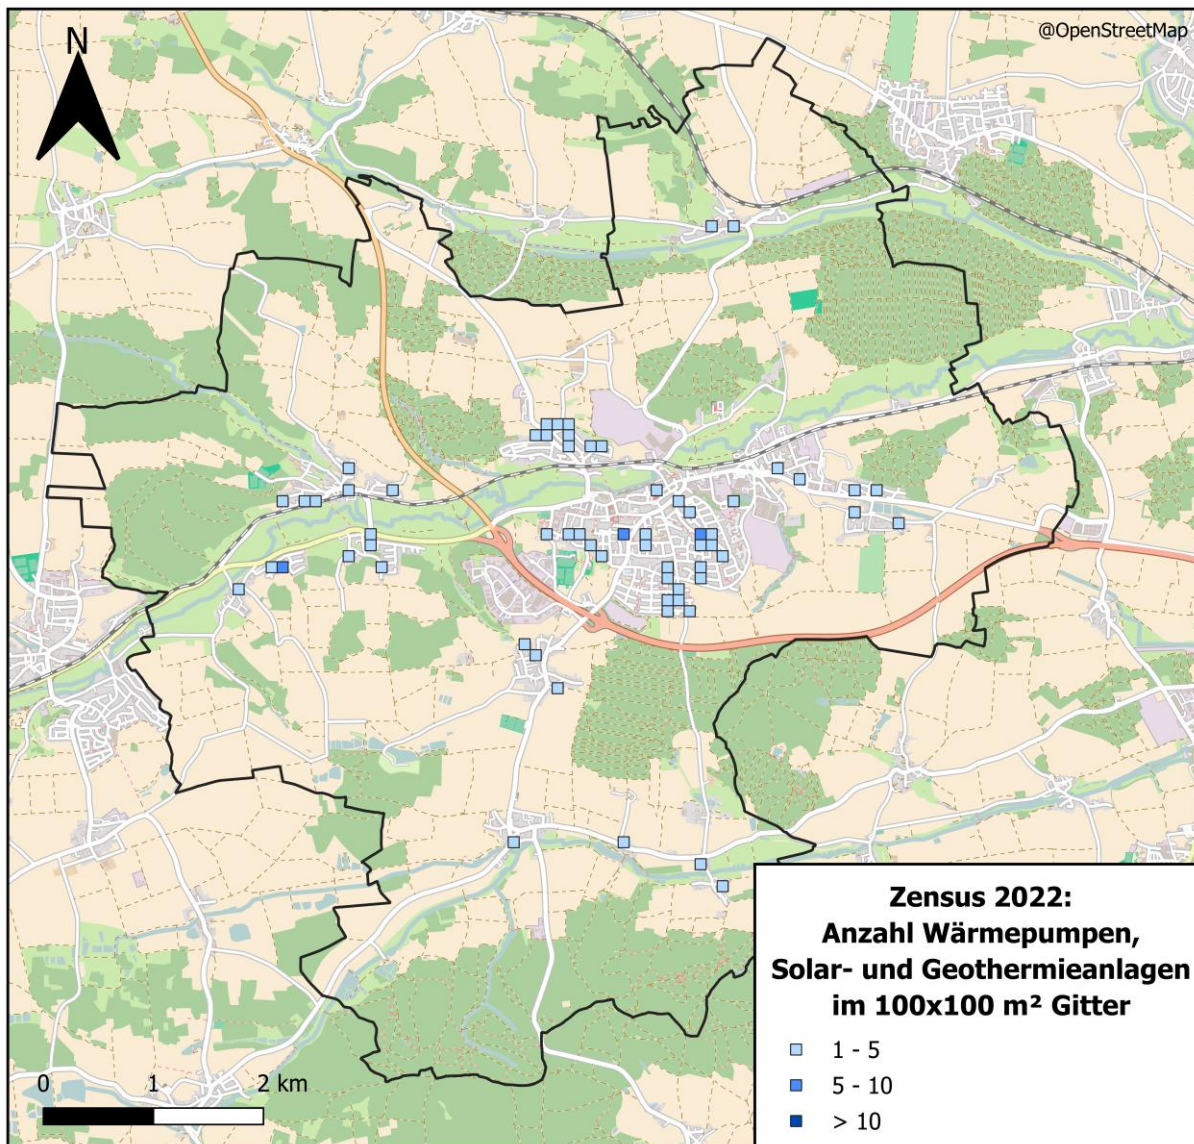 @OpenStreetMap
N
Zensus 2022:
Anzahl Wärmepumpen,
Solar- und Geothermieanlagen
im 100x100 m² Gitter
1 - 5
5 - 10
> 10
0 1 2 km